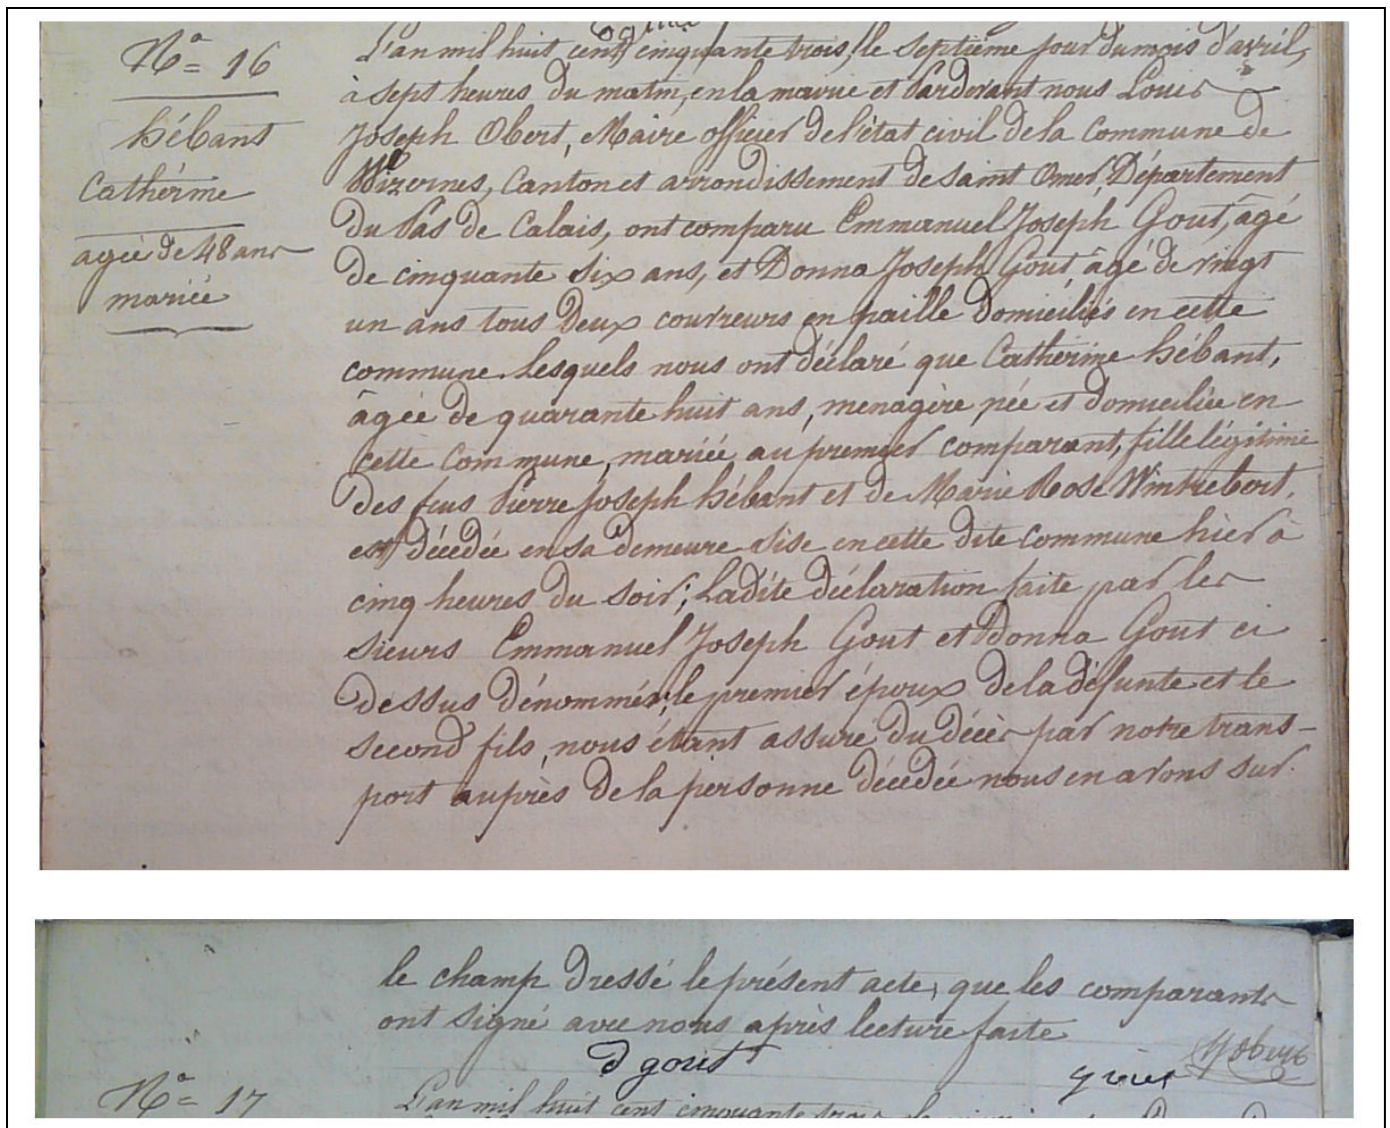 N° = 16
hébant
Cathérine
agée de 48 ans
mariée
L'an mil huit cent cinquante trois, le septième jour du mois d'avril,
à sept heures du matin, en la mairie et Pardevant nous Louis
Joseph Obert, Maire officier de l'état civil de la Commune de
Wizernes, Canton et arrondissement de saint Omer, Département
du Pas de Calais, ont comparu Emmanuel Joseph Gout, âgé
de cinquante six ans, et Donna Joseph Gout âgé de vingt
un ans tous deux couvreurs en paille domiciliés en cette
commune. Lesquels nous ont déclaré que Catherine hébant,
âgée de quarante huit ans, menagère née et domiciliée en
cette Commune, mariée au premier comparant, fille légitime
des feus Pierre Joseph hébant et de Marie Rose Wintrebert,
est décédée en sa demeure sise en cette dite commune hier à
cinq heures du soir; Ladite déclaration faite par les
sieurs Emmanuel Joseph Gout et Donna Gout ci
dessus dénommés, le premier époux de la défunte et le
second fils, nous étant assuré du décès par notre trans-
port auprès de la personne décédée nous en avons sur
le champ dressé le présent acte, que les comparants
ont signé avec nous après lecture faite
d gout
N° = 17
L'an mil huit cent cinquante trois